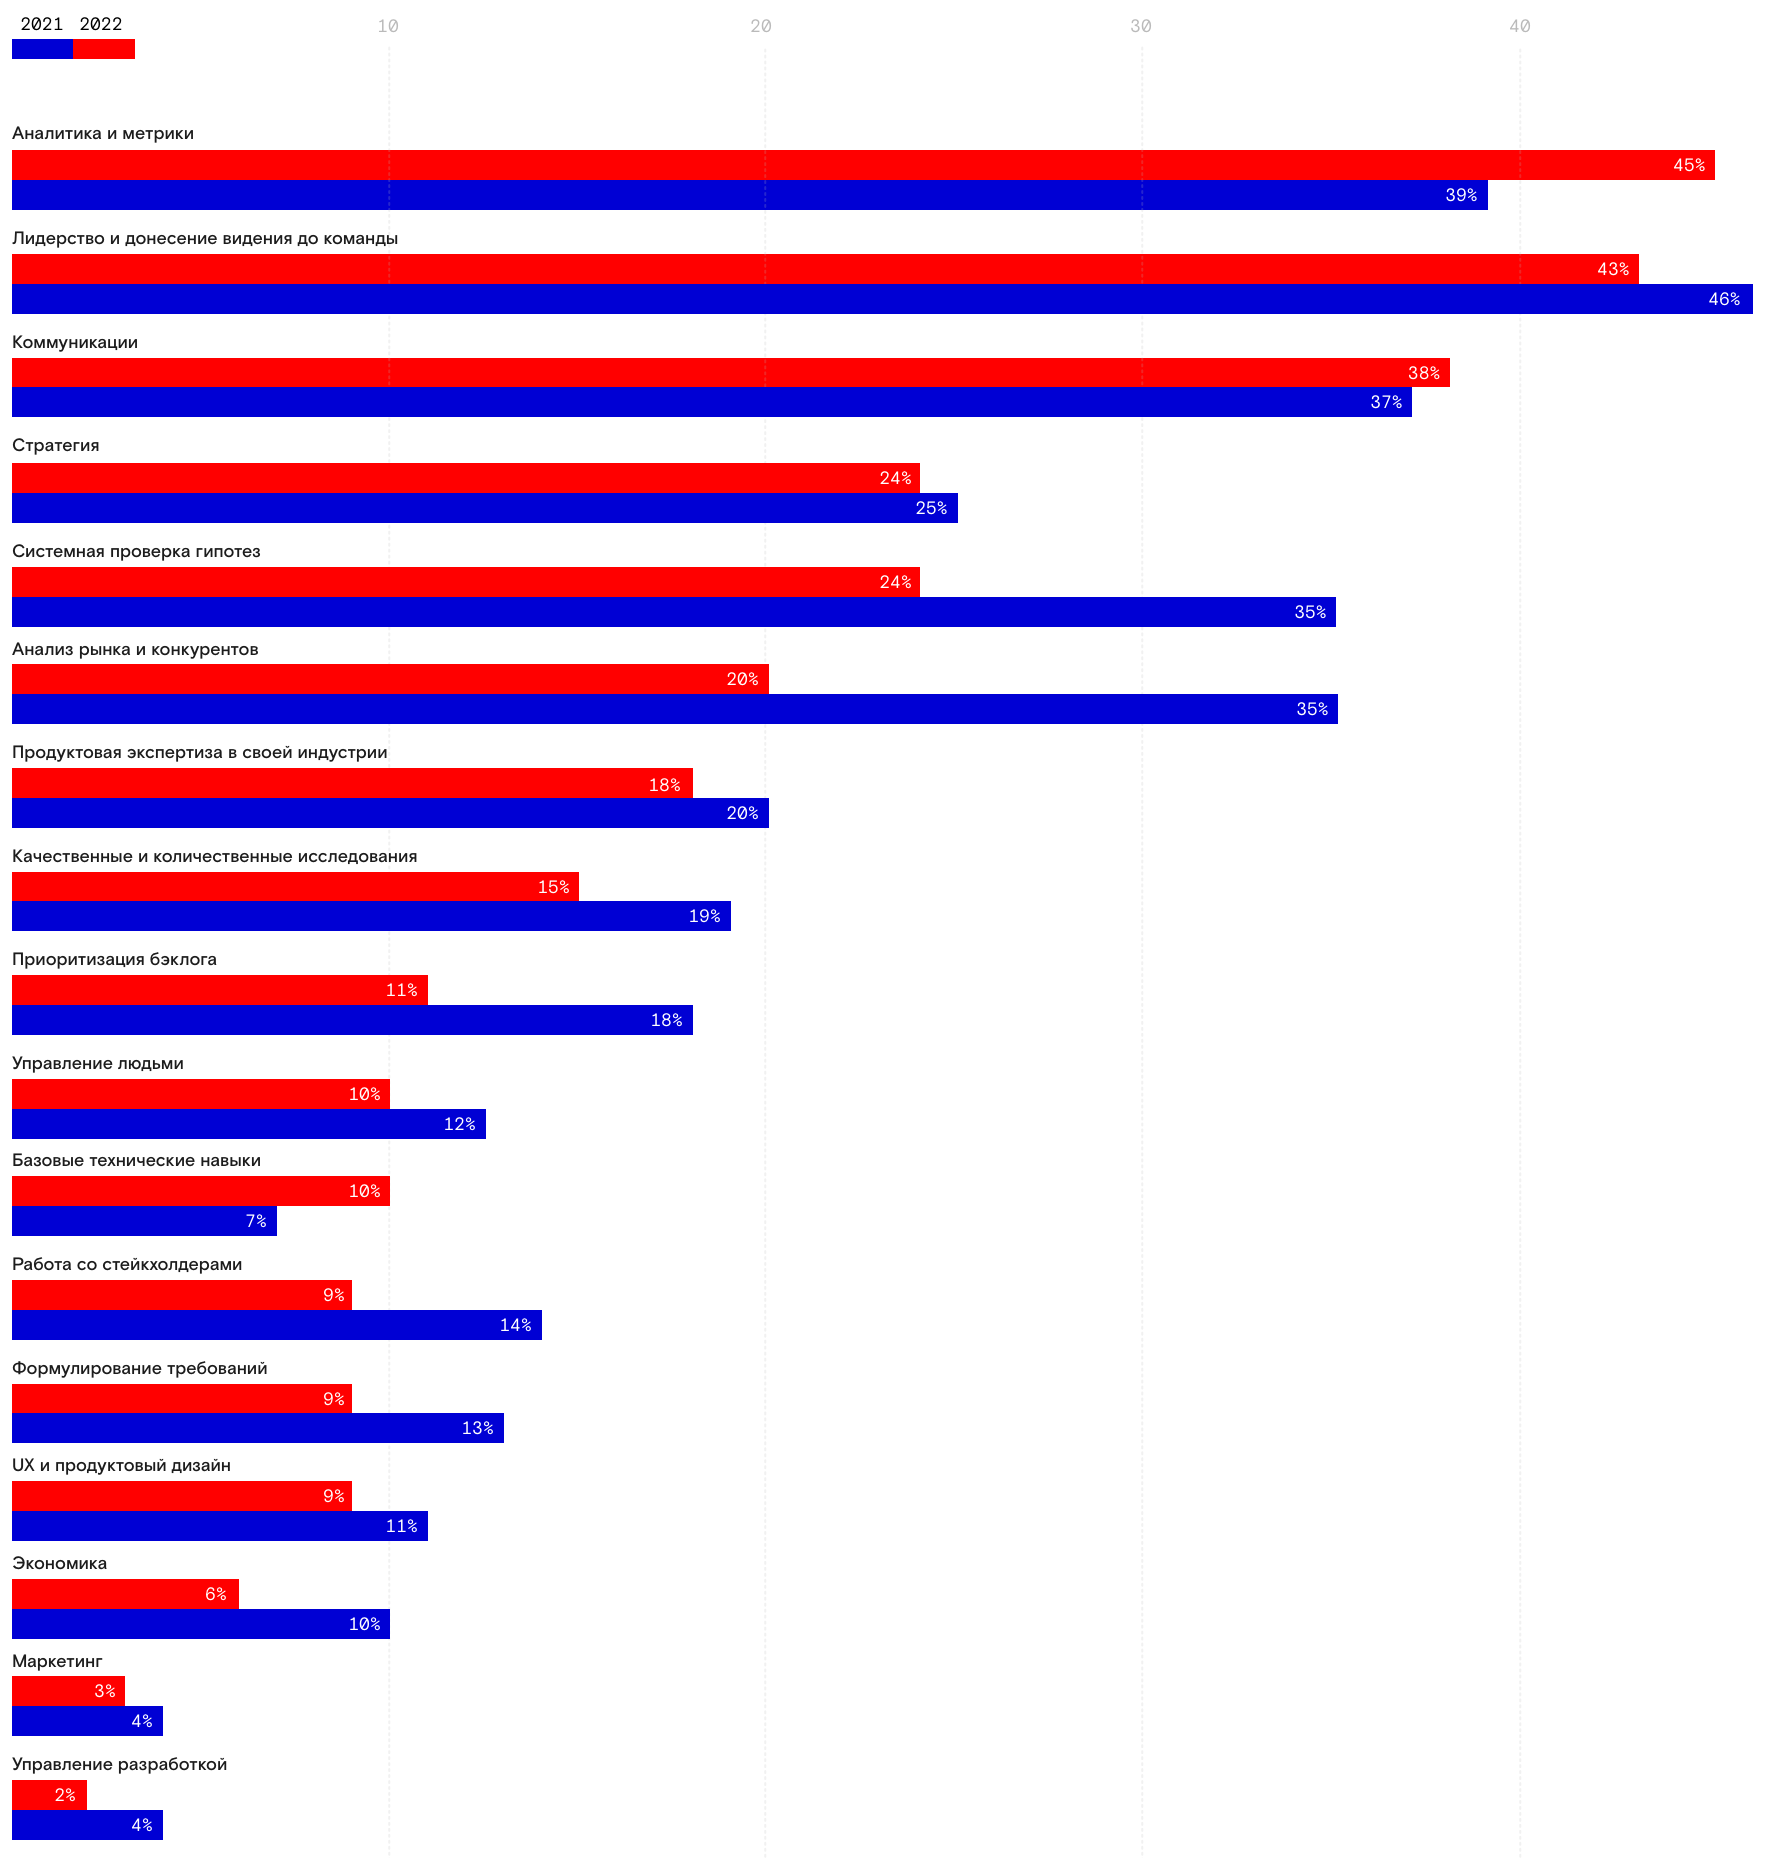 2021 2022 10 20 30 40
Аналитика и метрики
45%
39%
Лидерство и донесение видения до команды
43%
46%
Коммуникации
38%
37%
Стратегия
24%
25%
Системная проверка гипотез
24%
35%
Анализ рынка и конкурентов
20%
35%
Продуктовая экспертиза в своей индустрии
18%
20%
Качественные и количественные исследования
15%
19%
Приоритизация бэклога
11%
18%
Управление людьми
10%
12%
Базовые технические навыки
10%
7%
Работа со стейкхолдерами
9%
14%
Формулирование требований
9%
13%
UX и продуктовый дизайн
9%
11%
Экономика
6%
10%
Маркетинг
3%
4%
Управление разработкой
2%
4%